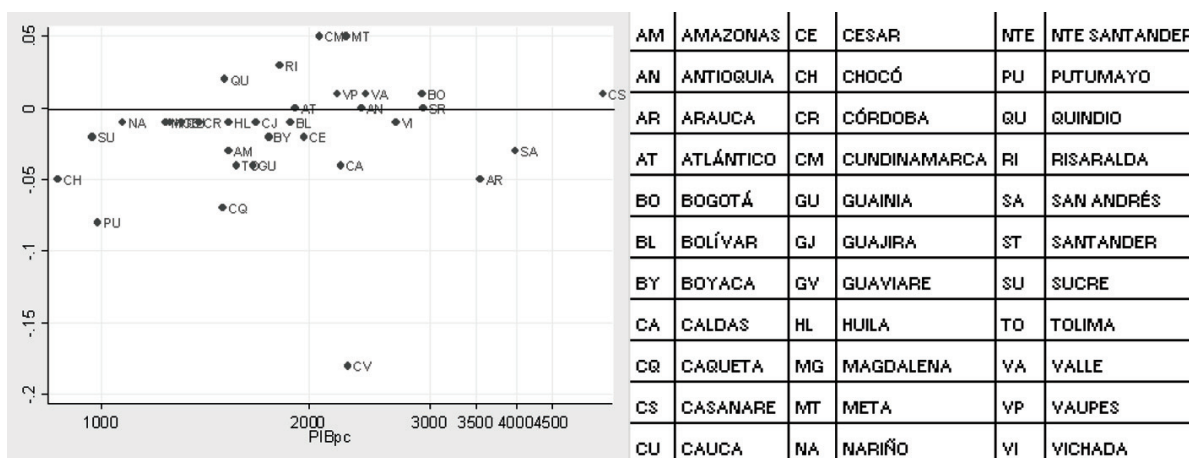 .05
0
-.05
-.1
-.15
-.2
CM MT
RI
QU
VP VA BO CS
AT AN SR
NA CR HL CJ BL VI
SU BY CE
AM SA
GU CA
CH AR
CQ
PU
CV
1000 2000 3000 3500 4000 4500
PIBpc
AM AMAZONAS CE CESAR NTE NTE SANTANDER
AN ANTIOQUIA CH CHOCÓ PU PUTUMAYO
AR ARAUCA CR CÓRDOBA QU QUINDIO
AT ATLÁNTICO CM CUNDINAMARCA RI RISARALDA
BO BOGOTÁ GU GUAINIA SA SAN ANDRÉS
BL BOLÍVAR GJ GUAJIRA ST SANTANDER
BY BOYACA GV GUAVIARE SU SUCRE
CA CALDAS HL HUILA TO TOLIMA
CQ CAQUETA MG MAGDALENA VA VALLE
CS CASANARE MT META VP VAUPES
CU CAUCA NA NARIÑO VI VICHADA